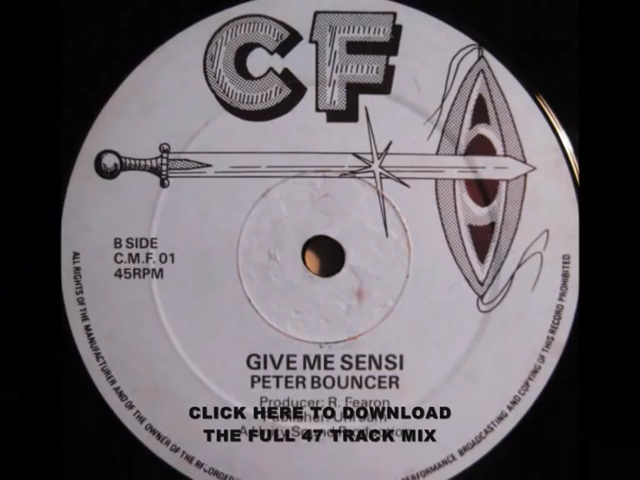 CF
B SIDE
C.M.F. 01
45RPM
GIVE ME SENSI
PETER BOUNCER
Producer: R. Fearon
Publisher:
CLICK HERE TO DOWNLOAD
THE FULL 47 TRACK MIX
ALL RIGHTS OF THE MANUFACTURER AND OF THE OWNER OF THE
PERFORMANCE BROADCASTING AND COPYING OF THIS RECORD PROHIBITED